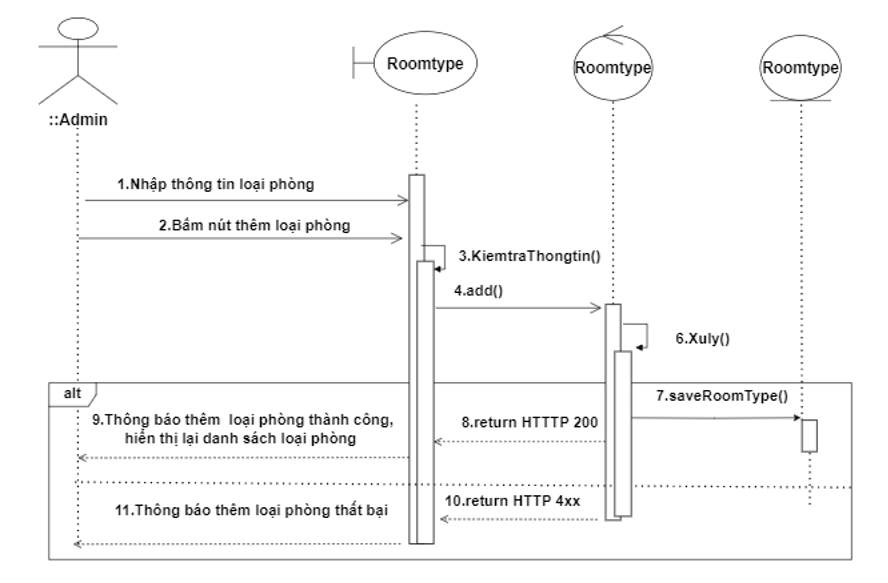 Roomtype
Roomtype
Roomtype
::Admin
1.Nhập thông tin loại phòng
2.Bấm nút thêm loại phòng
3.KiemtraThongtin()
4.add()
6.Xuly()
alt
7.saveRoomType()
9.Thông báo thêm loại phòng thành công,
hiển thị lại danh sách loại phòng
8.return HTTTP 200
10.return HTTP 4xx
11.Thông báo thêm loại phòng thất bại